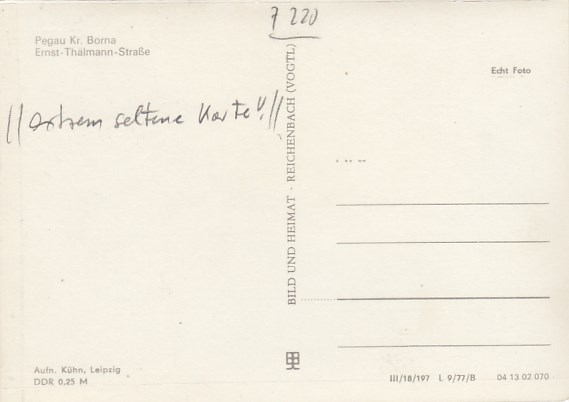 7 220
Pegau Kr. Borna
Ernst-Thälmann-Straße
Echt Foto
// extrem seltene Karte!! //
BILD UND HEIMAT · REICHENBACH (VOGTL)
Aufn. Kühn, Leipzig
DDR 0,25 M
III/18/197 L 9/77/B 04 13 02 070